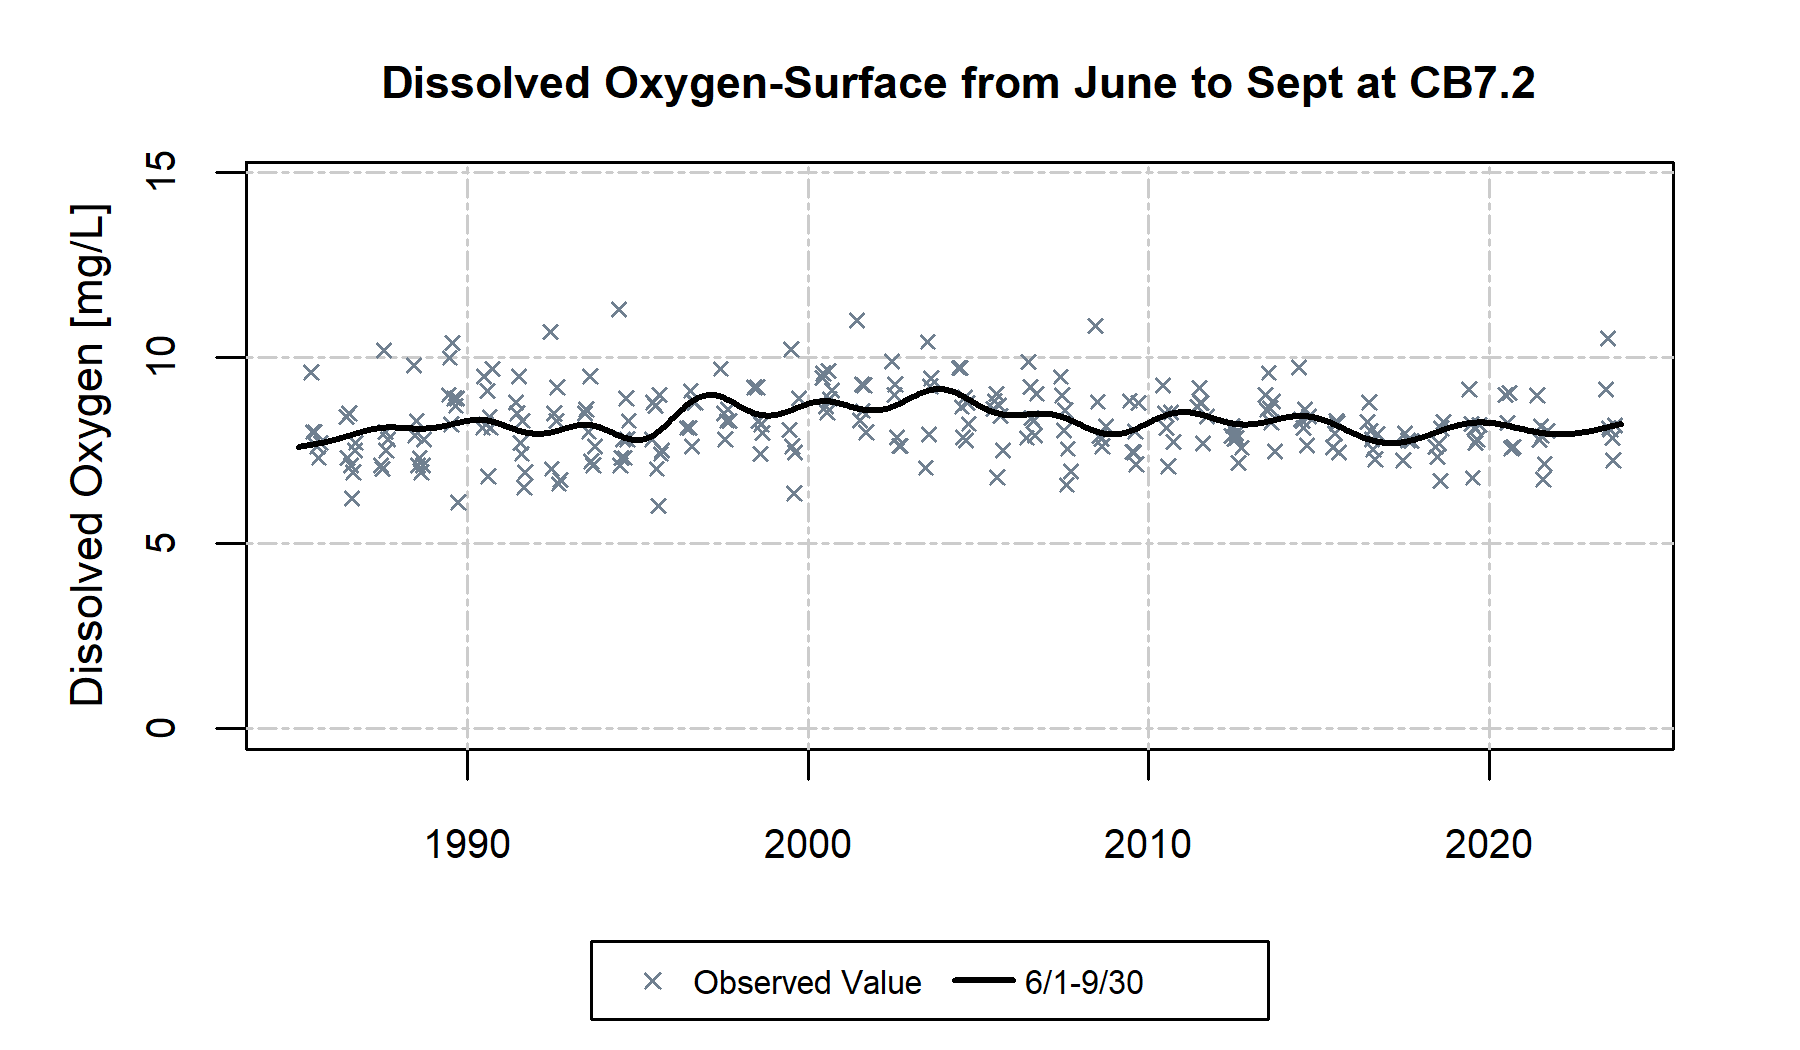 Dissolved Oxygen-Surface from June to Sept at CB7.2
Dissolved Oxygen [mg/L]
15
10
5
0
1990 2000 2010 2020
Observed Value 6/1-9/30